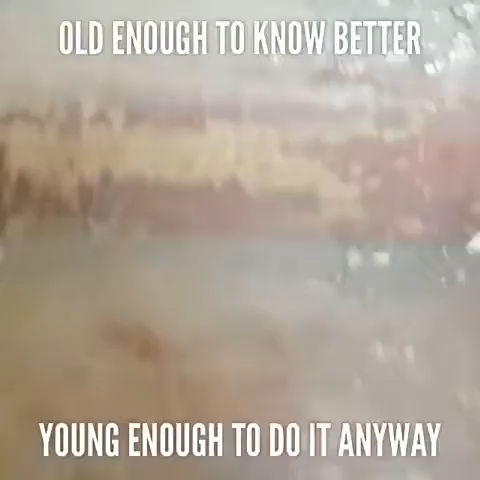 OLD ENOUGH TO KNOW BETTER
YOUNG ENOUGH TO DO IT ANYWAY